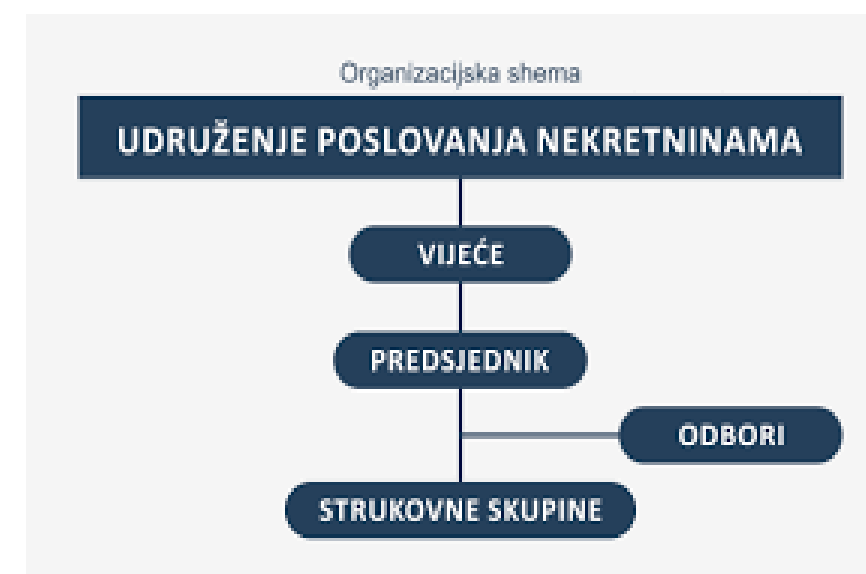 Organizacijska shema
UDRUŽENJE POSLOVANJA NEKRETNINAMA
VIJEĆE
PREDSJEDNIK
ODBORI
STRUKOVNE SKUPINE